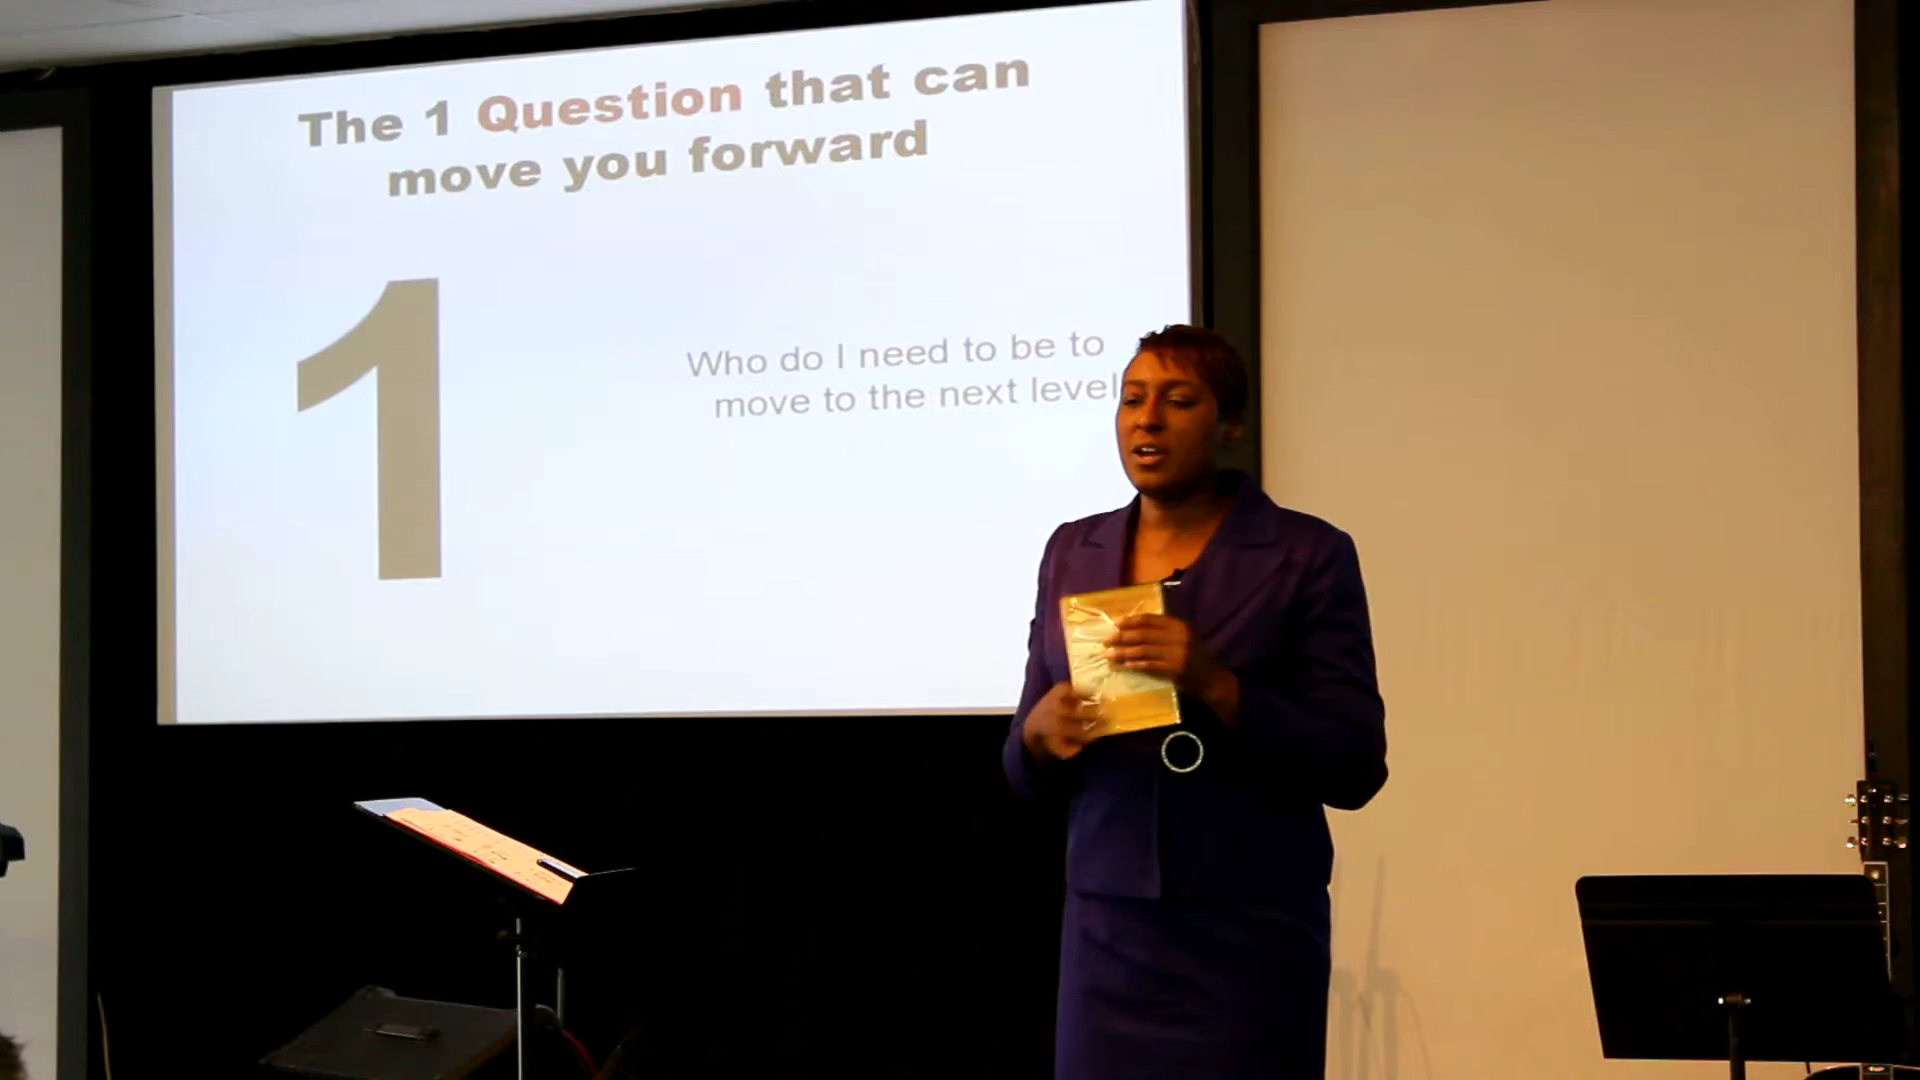 The 1 Question that can
move you forward
1
Who do I need to be to
move to the next level